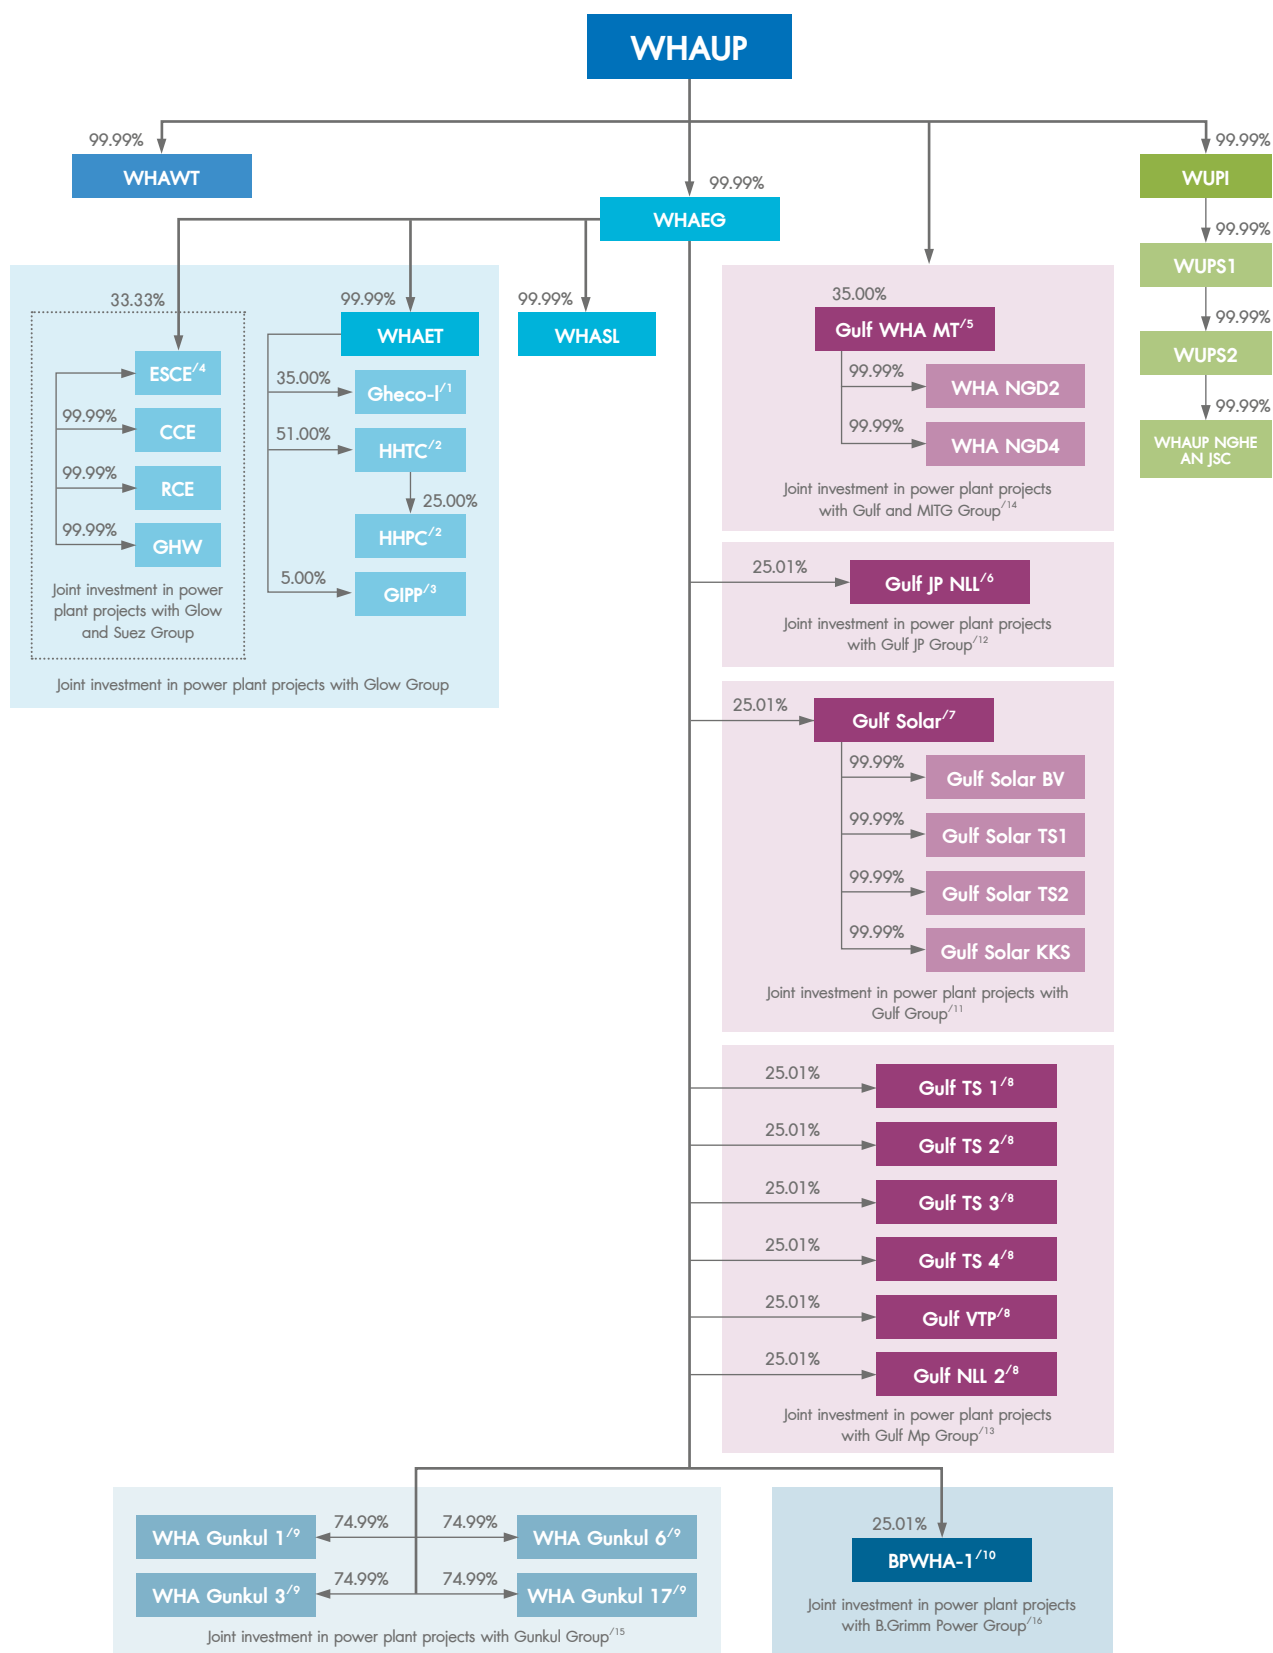 WHAUP
99.99%
WHAWT
99.99%
WHAEG
99.99%
WUPI
99.99%
WUPS1
99.99%
WUPS2
99.99%
WHAUP NGHE
AN JSC
33.33%
ESCE/4
99.99%
CCE
99.99%
RCE
99.99%
GHW
Joint investment in power
plant projects with Glow
and Suez Group
99.99%
WHAET
35.00%
Gheco-I/1
51.00%
HHTC/2
25.00%
HHPC/2
5.00%
GIPP/3
Joint investment in power plant projects with Glow Group
99.99%
WHASL
35.00%
Gulf WHA MT/5
99.99%
WHA NGD2
99.99%
WHA NGD4
Joint investment in power plant projects
with Gulf and MITG Group/14
25.01%
Gulf JP NLL/6
Joint investment in power plant projects
with Gulf JP Group/12
25.01%
Gulf Solar/7
99.99%
Gulf Solar BV
99.99%
Gulf Solar TS1
99.99%
Gulf Solar TS2
99.99%
Gulf Solar KKS
Joint investment in power plant projects with
Gulf Group/11
25.01%
Gulf TS 1/8
25.01%
Gulf TS 2/8
25.01%
Gulf TS 3/8
25.01%
Gulf TS 4/8
25.01%
Gulf VTP/8
25.01%
Gulf NLL 2/8
Joint investment in power plant projects
with Gulf Mp Group/13
WHA Gunkul 1/9
74.99%
74.99%
WHA Gunkul 6/9
WHA Gunkul 3/9
74.99%
74.99%
WHA Gunkul 17/9
Joint investment in power plant projects with Gunkul Group/15
25.01%
BPWHA-1/10
Joint investment in power plant projects
with B.Grimm Power Group/16